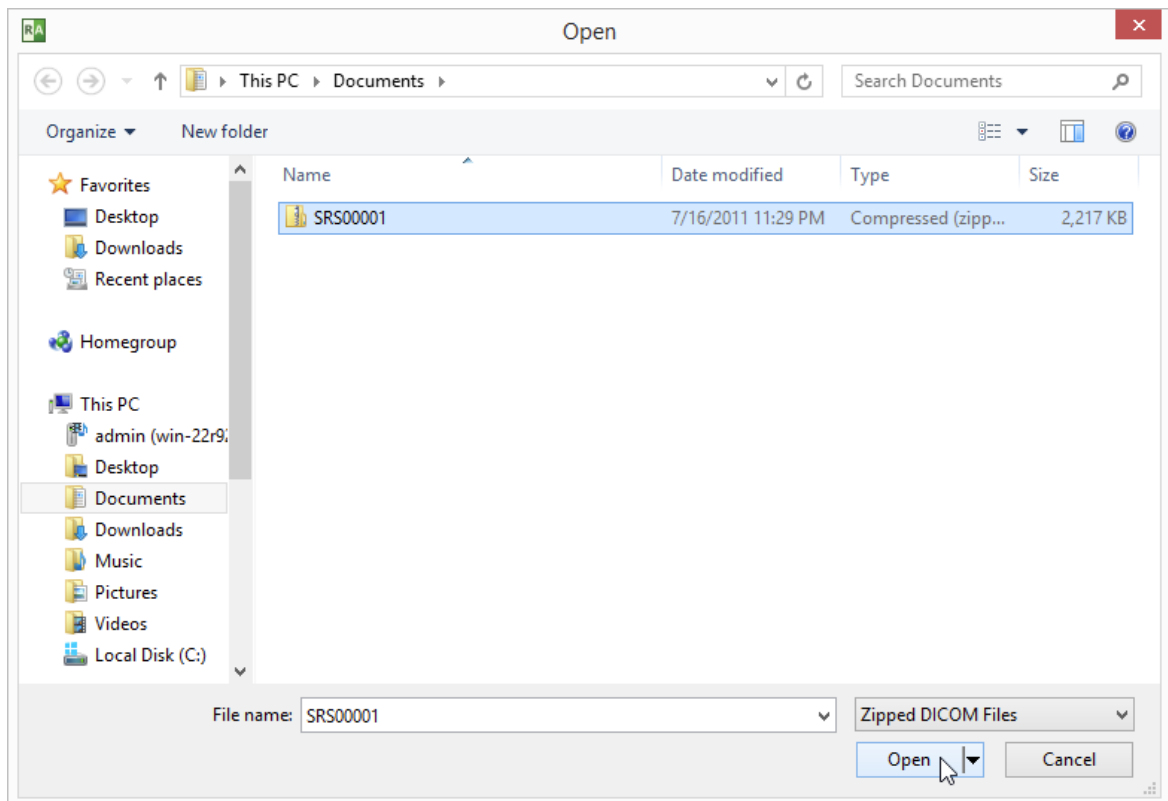 RA
Open
This PC Documents
Search Documents
Organize
New folder
Name
Date modified
Type
Size
SRS00001
7/16/2011 11:29 PM
Compressed (zipp...
2,217 KB
Favorites
Desktop
Downloads
Recent places
Homegroup
This PC
admin (win-22r92
Desktop
Documents
Downloads
Music
Pictures
Videos
Local Disk (C:)
File name:
SRS00001
Zipped DICOM Files
Open
Cancel